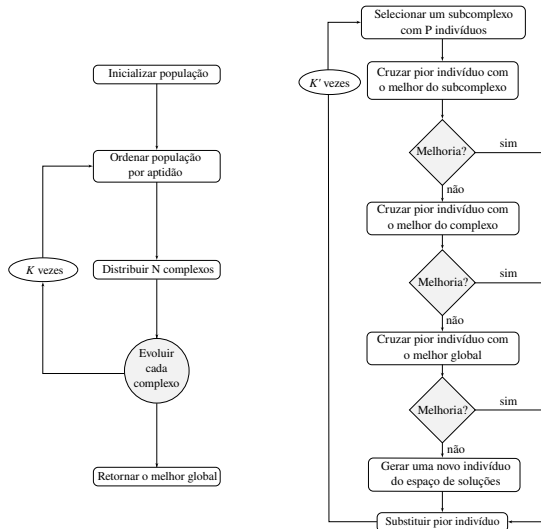 Inicializar população
Ordenar população
por aptidão
K vezes
Distribuir N complexos
Evoluir
cada
complexo
Retornar o melhor global
Selecionar um subcomplexo
com P indivíduos
K' vezes
Cruzar pior indivíduo com
o melhor do subcomplexo
Melhoria?
sim
não
Cruzar pior indivíduo com
o melhor do complexo
Melhoria?
sim
não
Cruzar pior indivíduo com
o melhor global
Melhoria?
sim
não
Gerar uma novo indivíduo
do espaço de soluções
Substituir pior indivíduo